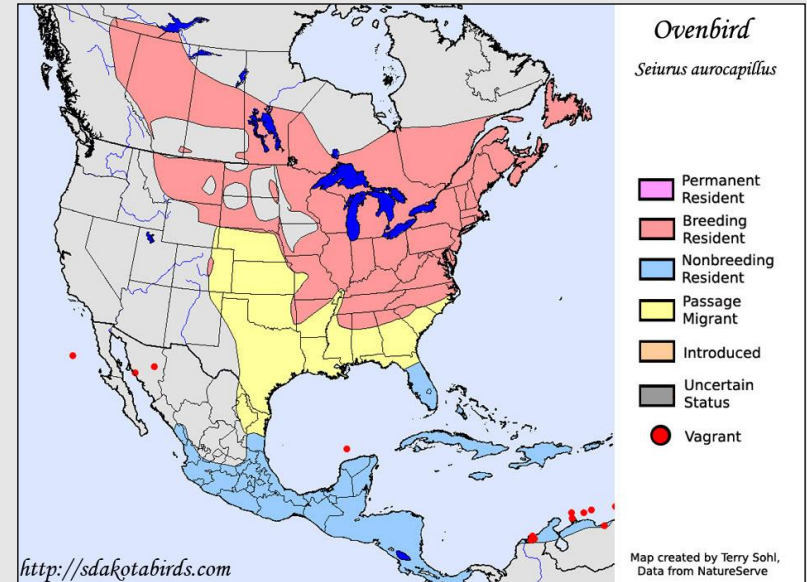 Ovenbird
Seiurus aurocapillus
Permanent
Resident
Breeding
Resident
Nonbreeding
Resident
Passage
Migrant
Introduced
Uncertain
Status
Vagrant
http://sdakotabirds.com
Map created by Terry Sohl,
Data from NatureServe